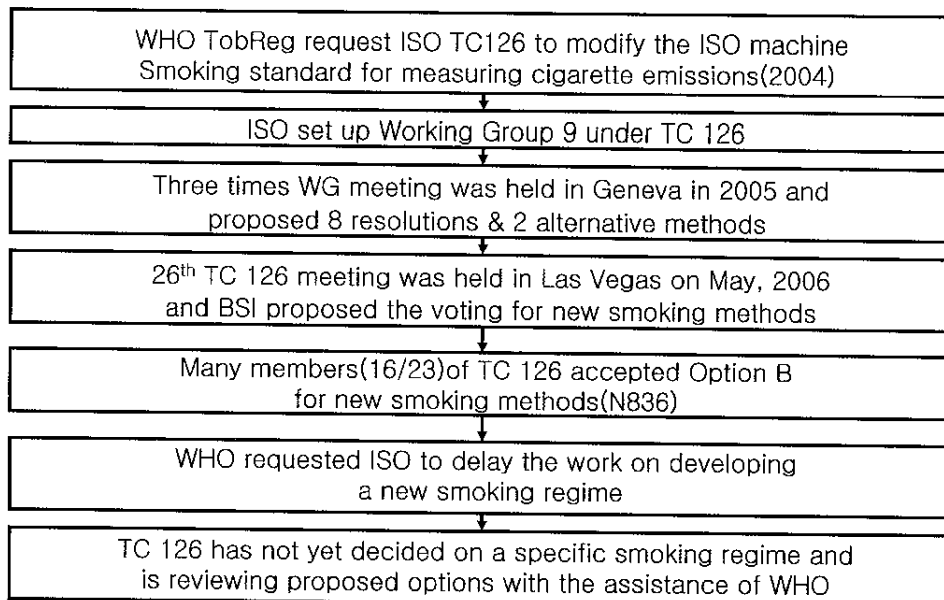 WHO TobReg request ISO TC126 to modify the ISO machine
Smoking standard for measuring cigarette emissions(2004)
ISO set up Working Group 9 under TC 126
Three times WG meeting was held in Geneva in 2005 and
proposed 8 resolutions & 2 alternative methods
26th TC 126 meeting was held in Las Vegas on May, 2006
and BSI proposed the voting for new smoking methods
Many members(16/23)of TC 126 accepted Option B
for new smoking methods(N836)
WHO requested ISO to delay the work on developing
a new smoking regime
TC 126 has not yet decided on a specific smoking regime and
is reviewing proposed options with the assistance of WHO